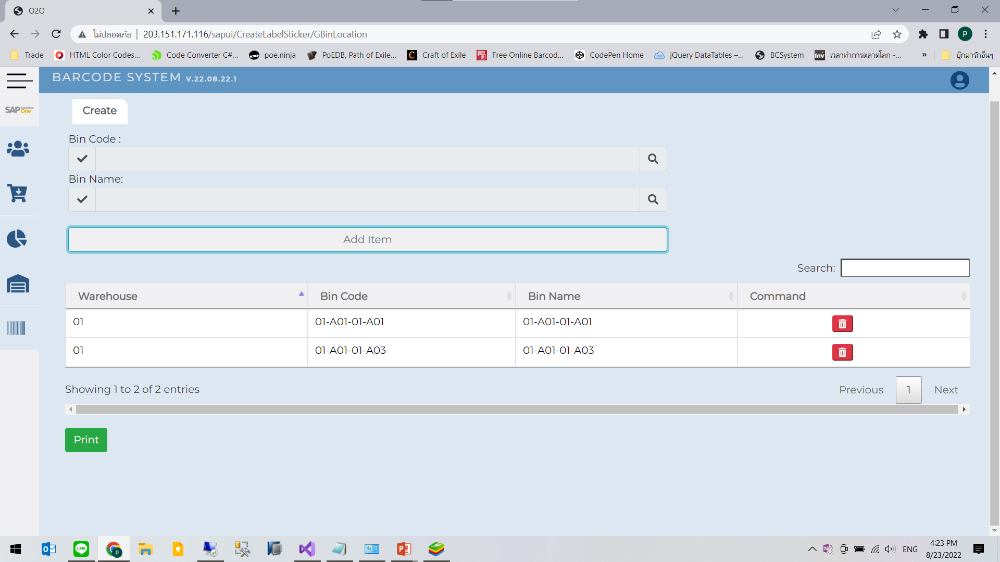 O2O
ไม่ปลอดภัย 203.151.171.116/sapui/CreateLabelSticker/GBinLocation
P
Trade HTML Color Codes... Code Converter C#... poe.ninja PoEDB, Path of Exile... Craft of Exile Free Online Barcod... CodePen Home jQuery DataTables –... BCSystem เวลาทำการตลาดโลก -... » บุ๊กมาร์กอื่นๆ
BARCODE SYSTEM V.22.08.22.1
SAP Business One
Create
Bin Code :
Bin Name:
Add Item
Search:
Warehouse Bin Code Bin Name Command
01 01-A01-01-A01 01-A01-01-A01
01 01-A01-01-A03 01-A01-01-A03
Showing 1 to 2 of 2 entries
Previous 1 Next
Print
LINE
ENG
4:23 PM
8/23/2022